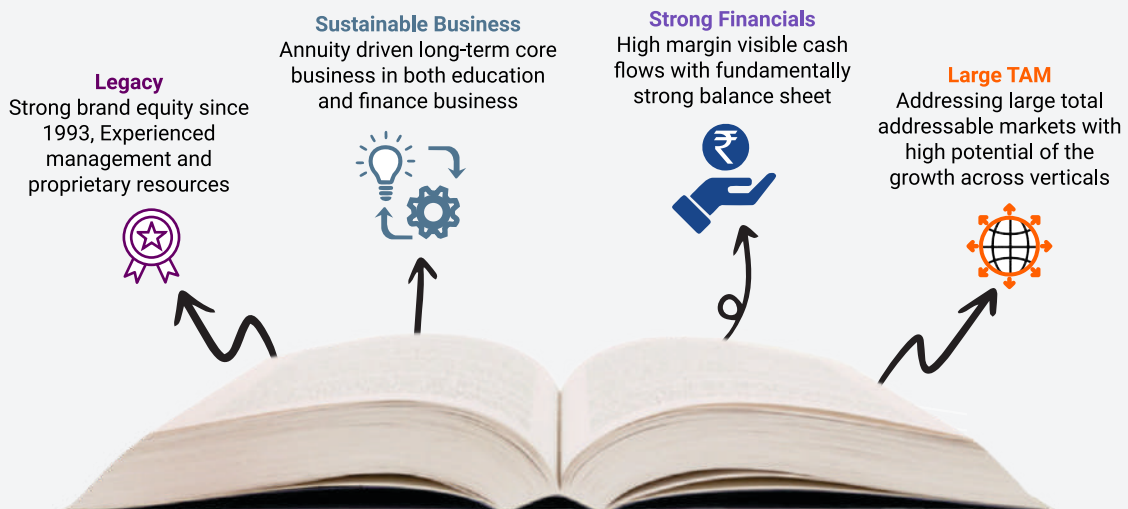 Legacy
Strong brand equity since
1993, Experienced
management and
proprietary resources
Sustainable Business
Annuity driven long-term core
business in both education
and finance business
Strong Financials
High margin visible cash
flows with fundamentally
strong balance sheet
₹
Large TAM
Addressing large total
addressable markets with
high potential of the
growth across verticals